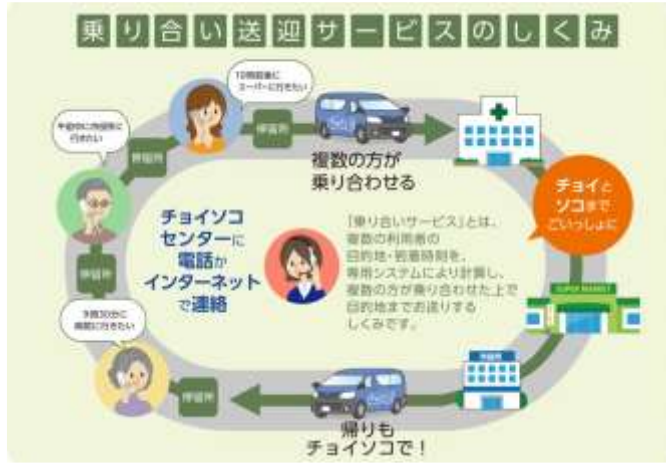 乗り合い送迎サービスのしくみ
10時前後に
スーパーに行きたい
午前中に市役所に
行きたい
停留所
停留所
複数の方が
乗り合わせる
チョイと
ソコまで
ごいっしょに
チョイソコ
センターに
電話か
インターネット
で連絡
「乗り合いサービス」とは、
複数の利用者の
目的地・到着時刻を、
専用システムにより計算し、
複数の方が乗り合わせた上で
目的地までお送りする
しくみです。
停留所
SUPER MARKET
9時30分に
病院に行きたい
市役所
停留所
帰りも
チョイソコで！